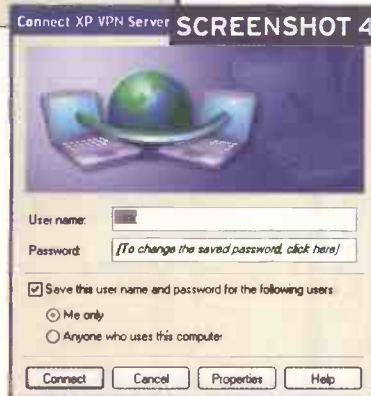 Connect XP VPN Server
SCREENSHOT 4
User name:
Password:
[To change the saved password, click here]
Save this user name and password for the following users
Me only
Anyone who uses this computer
Connect
Cancel
Properties
Help